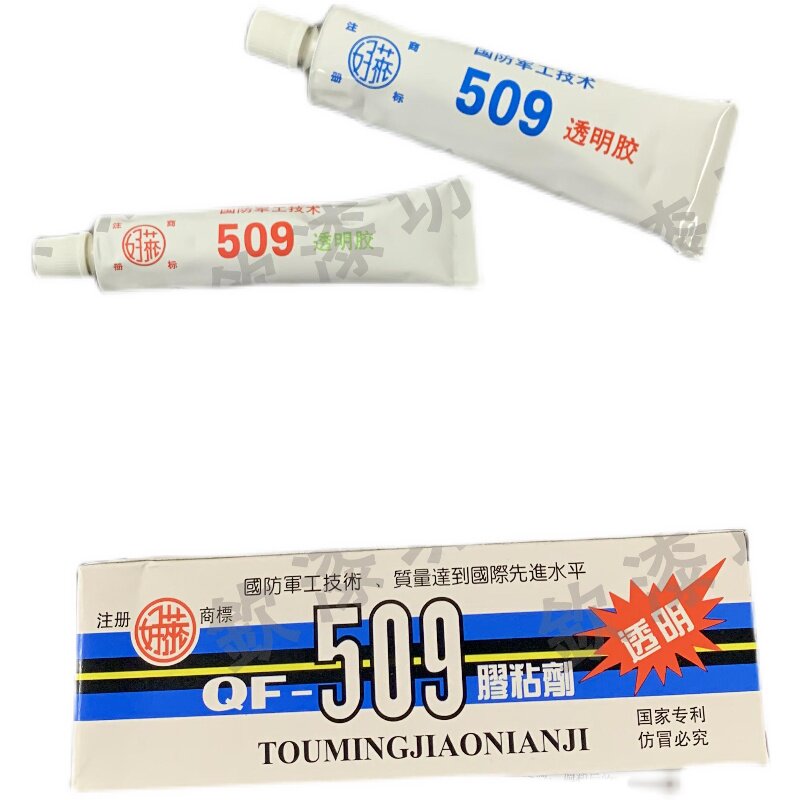 注 商
册 标
國防軍工技术
509 透明胶
注 商
册 标
國防軍工技术
509 透明胶
國防軍工技術、質量達到國際先進水平
注册 商標
透明
QF-509 膠粘劑
国家专利
仿冒必究
TOUMINGJIAONIANJI
欽漆坊